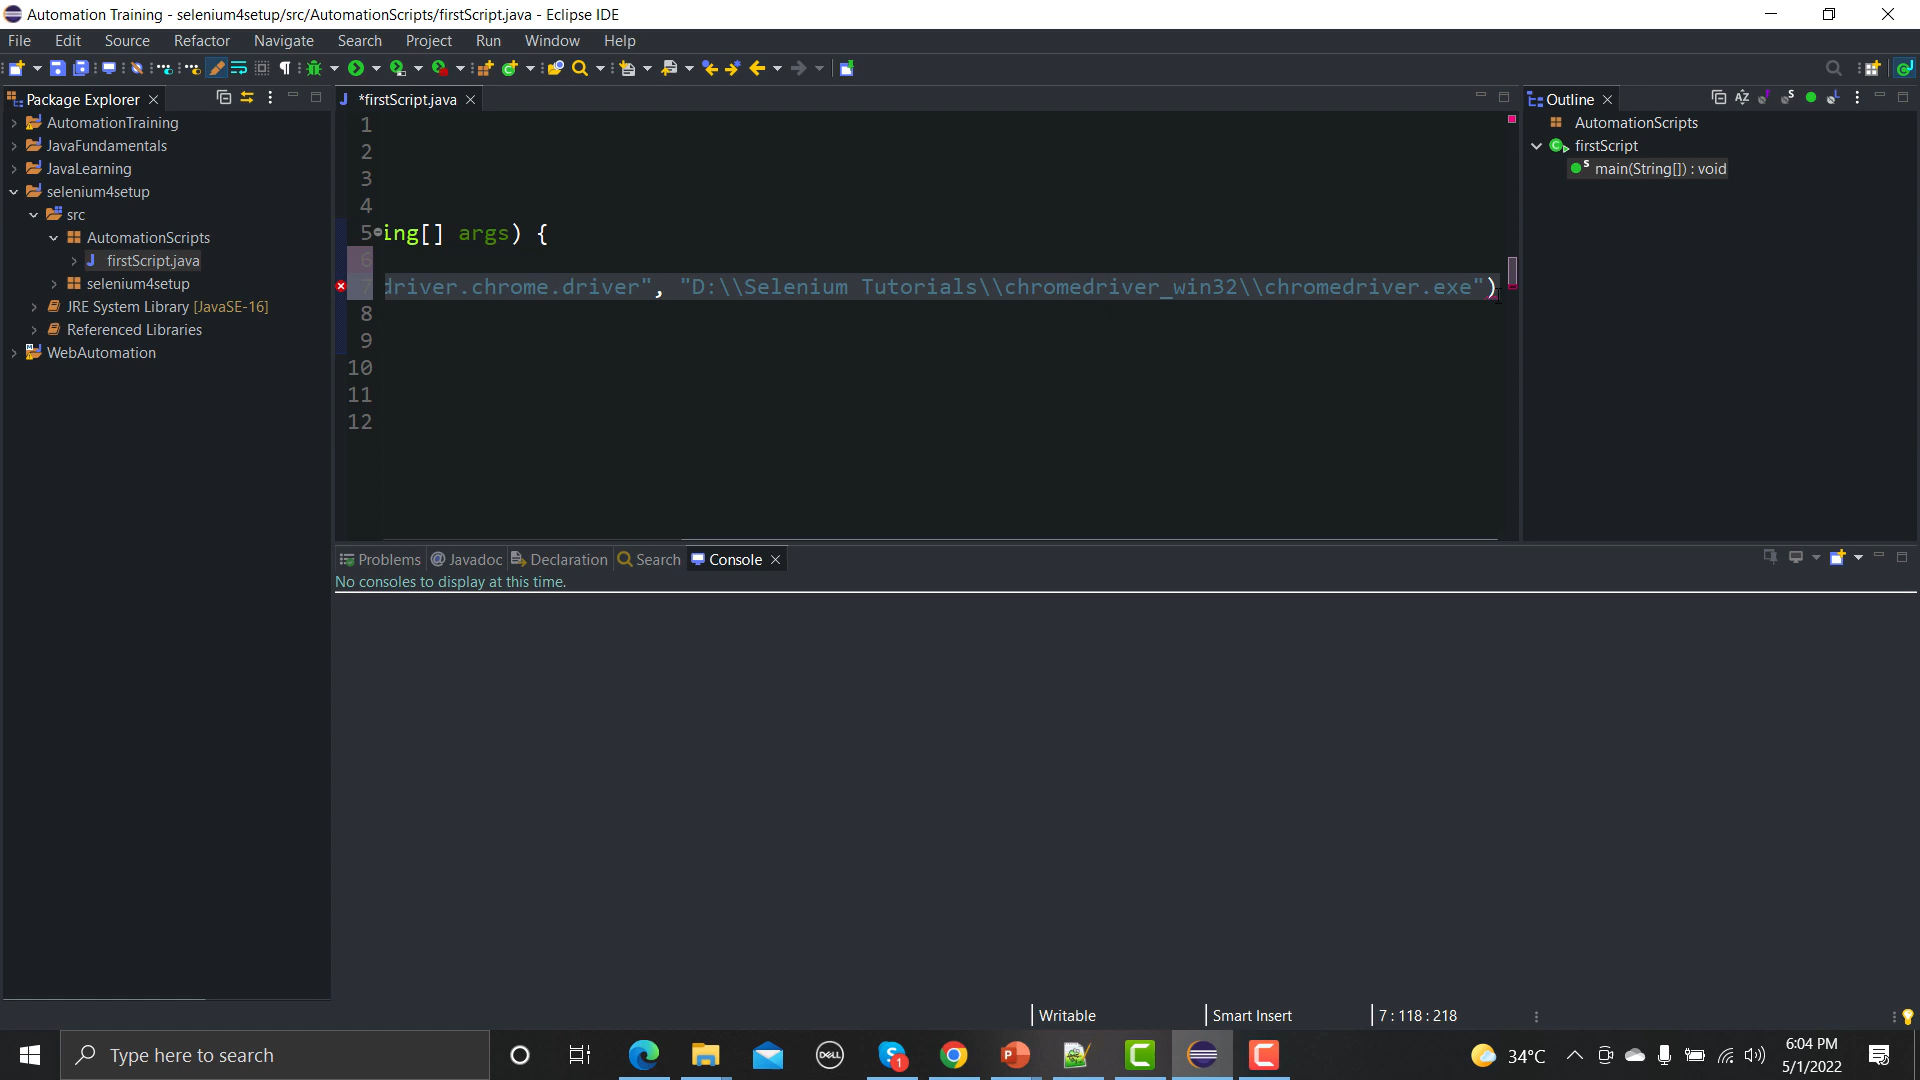 Automation Training - selenium4setup/src/AutomationScripts/firstScript.java - Eclipse IDE
File Edit Source Refactor Navigate Search Project Run Window Help
Package Explorer
AutomationTraining
JavaFundamentals
JavaLearning
selenium4setup
src
AutomationScripts
firstScript.java
selenium4setup
JRE System Library [JavaSE-16]
Referenced Libraries
WebAutomation
*firstScript.java
1
2
3
4
5 ing[] args) {
6
7 driver.chrome.driver", "D:\\Selenium Tutorials\\chromedriver_win32\\chromedriver.exe")
8
9
10
11
12
Outline
AutomationScripts
firstScript
main(String[]) : void
Problems @ Javadoc Declaration Search Console
No consoles to display at this time.
Writable Smart Insert 7 : 118 : 218
Type here to search
DELL
1
34°C
6:04 PM
5/1/2022